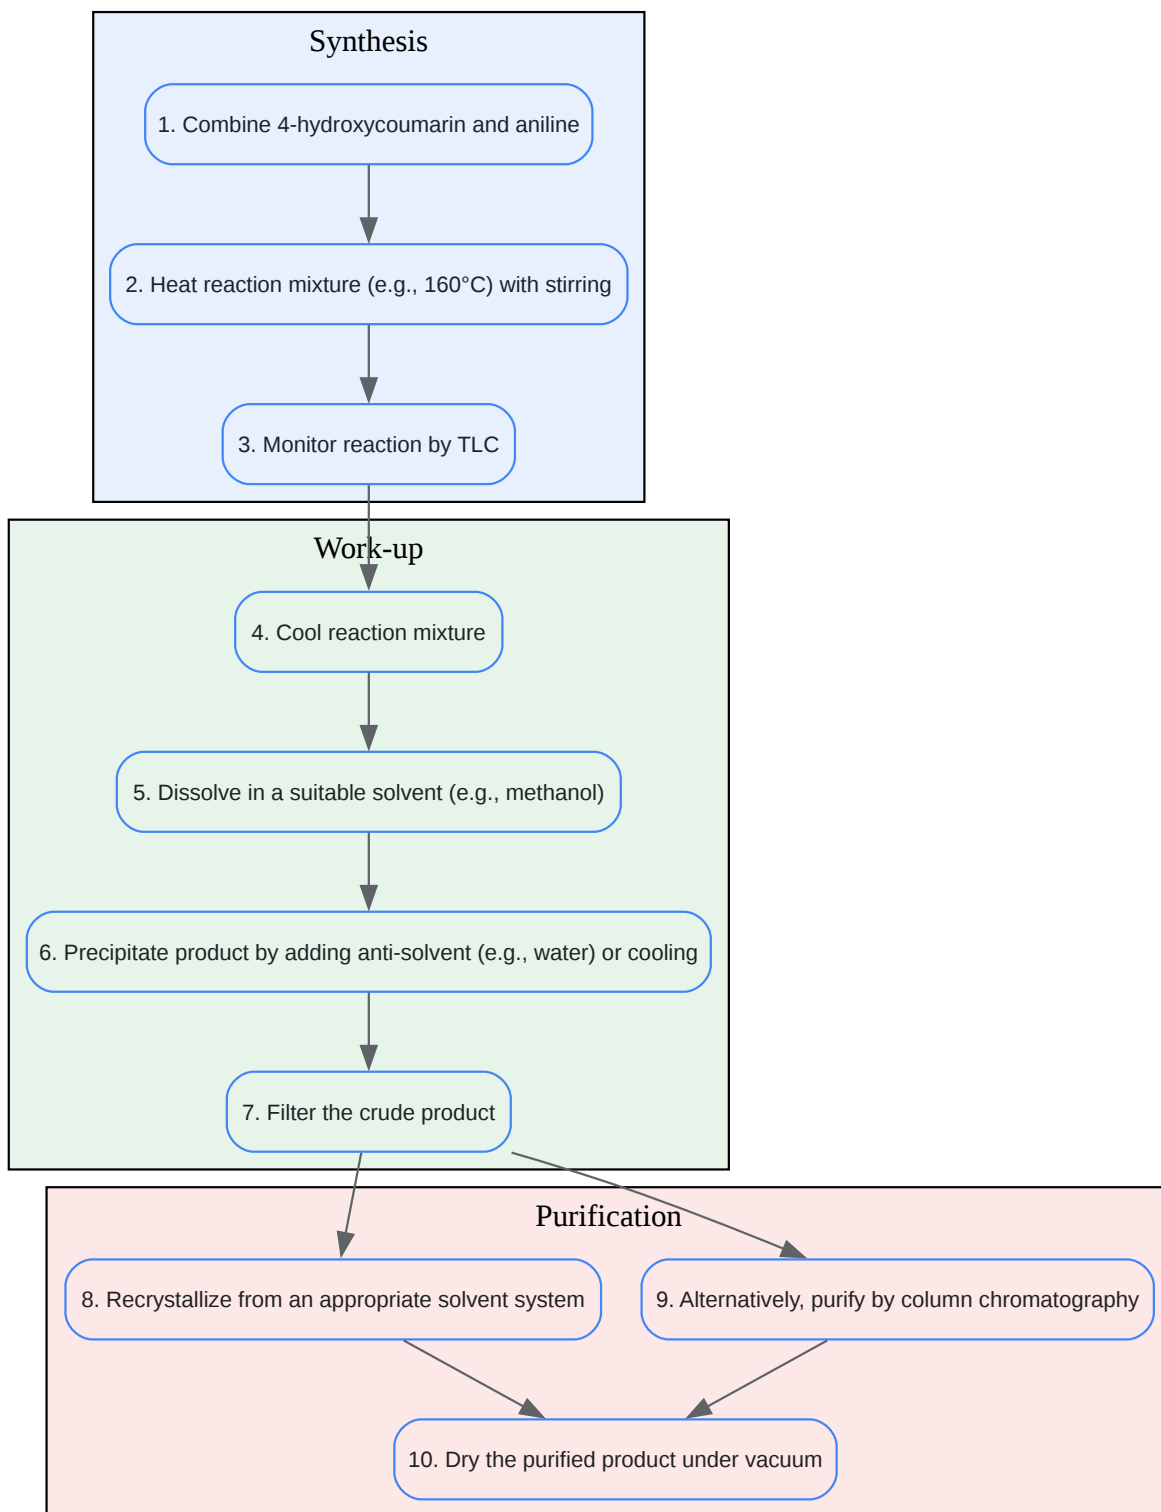 Synthesis
1. Combine 4-hydroxycoumarin and aniline
2. Heat reaction mixture (e.g., 160°C) with stirring
3. Monitor reaction by TLC
Work-up
4. Cool reaction mixture
5. Dissolve in a suitable solvent (e.g., methanol)
6. Precipitate product by adding anti-solvent (e.g., water) or cooling
7. Filter the crude product
Purification
8. Recrystallize from an appropriate solvent system
9. Alternatively, purify by column chromatography
10. Dry the purified product under vacuum